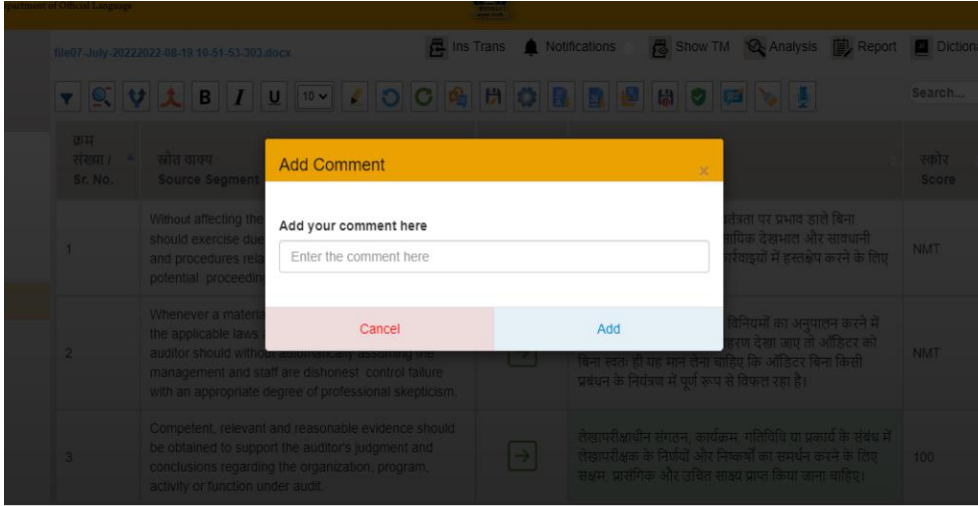 epartment of Official Language
file07-July-20222022-08-19 10-51-53-303.docx
Ins Trans
Notifications
Show TM
Analysis
Report
Diction
B I U 10
Search...
क्रम
संख्या /
Sr. No.
स्रोत वाक्य
Source Segment
स्कोर
Score
Add Comment
×
Add your comment here
Enter the comment here
Cancel
Add
1
Without affecting the
should exercise due
and procedures rela
potential proceedin
पर प्रभाव डाले बिना
देखभाल और सावधानी
में हस्तक्षेप करने के लिए
NMT
2
Whenever a materia
the applicable laws
auditor should without automatically assuming the
management and staff are dishonest control failure
with an appropriate degree of professional skepticism.
विनियमों का अनुपालन करने में
देखा जाए तो ऑडिटर को
बिना स्वतः ही यह मान लेना चाहिए कि ऑडिटर बिना किसी
प्रबंधन के नियंत्रण में पूर्ण रूप से विफल रहा है।
NMT
3
Competent, relevant and reasonable evidence should
be obtained to support the auditor's judgment and
conclusions regarding the organization, program,
activity or function under audit.
लेखापरीक्षाधीन संगठन, कार्यक्रम, गतिविधि या प्रकार्य के संबंध में
लेखापरीक्षक के निर्णयों और निष्कर्षों का समर्थन करने के लिए
सक्षम, प्रासंगिक और उचित साक्ष्य प्राप्त किया जाना चाहिए।
100